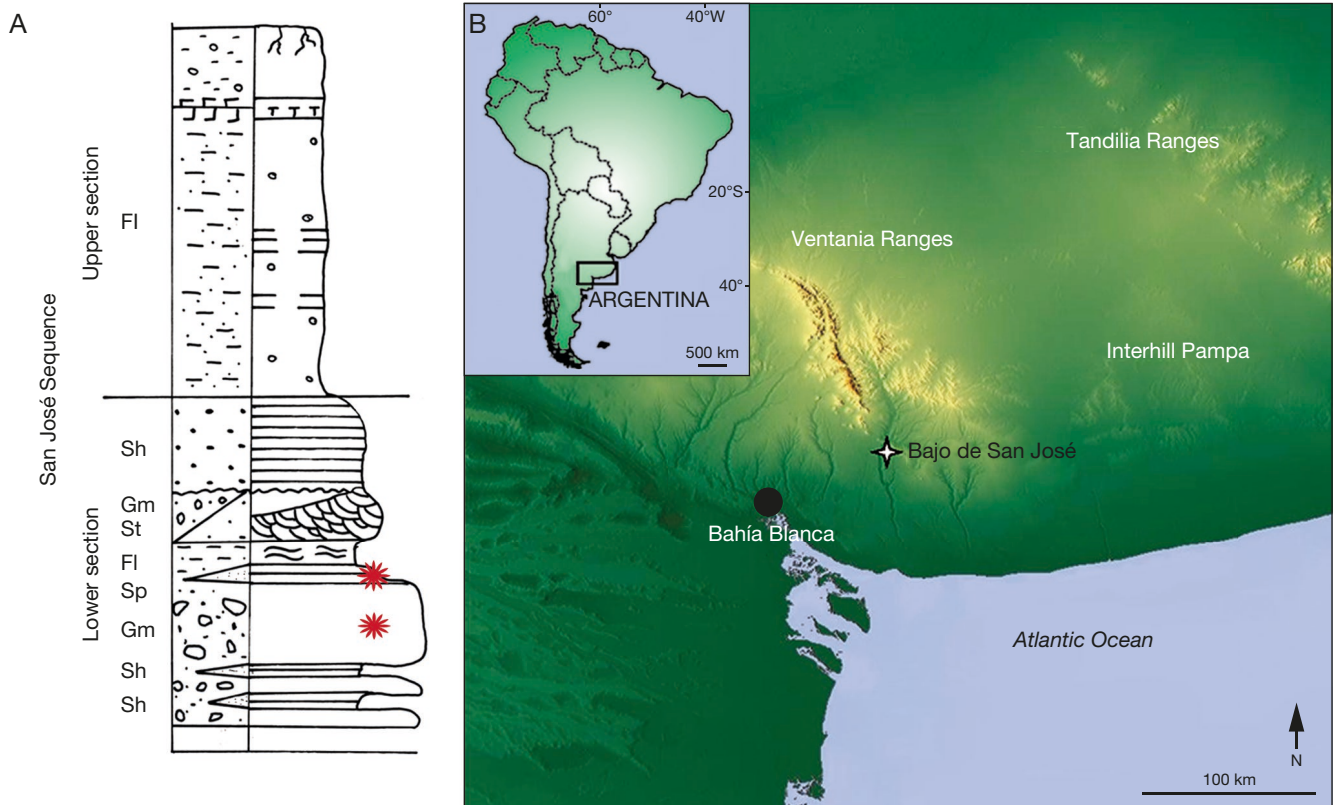 A
San José Sequence
Upper section
Lower section
Fl
Sh
Gm
St
Fl
Sp
Gm
Sh
Sh
B
60°
40°W
20°S
40°
ARGENTINA
500 km
Tandilia Ranges
Ventania Ranges
Interhill Pampa
Bajo de San José
Bahía Blanca
Atlantic Ocean
N
100 km